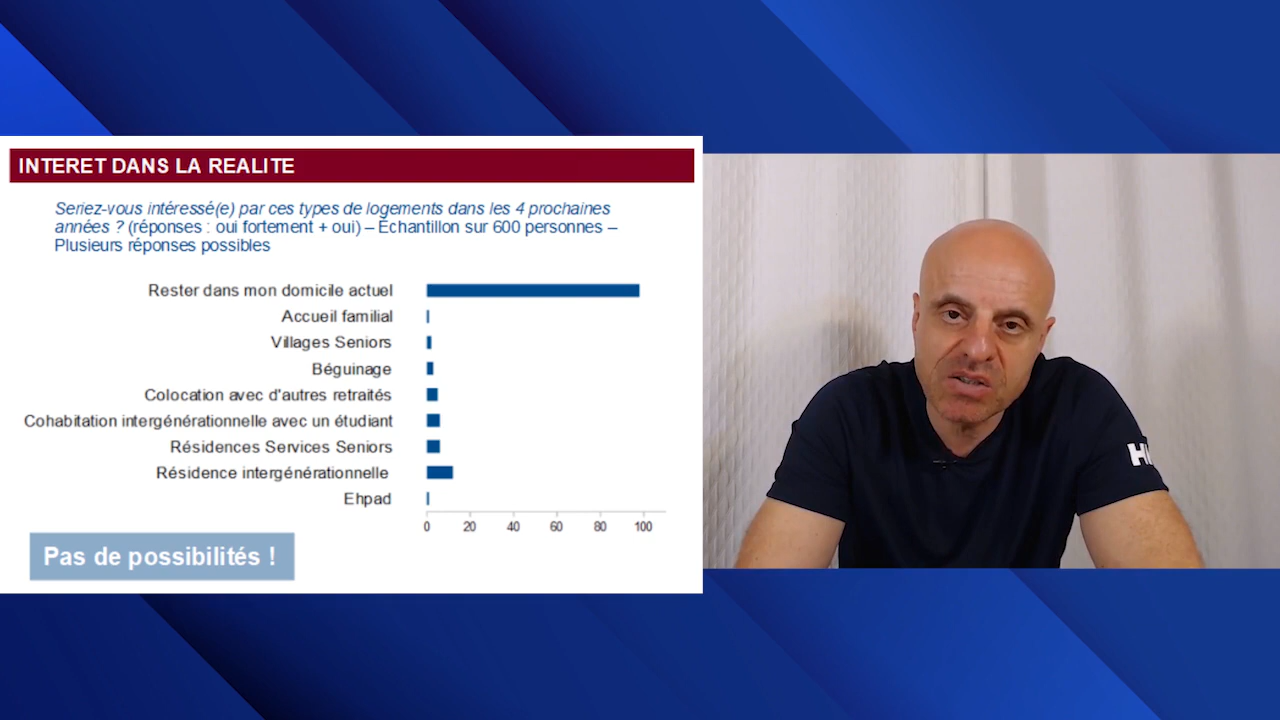 INTERET DANS LA REALITE
Seriez-vous intéressé(e) par ces types de logements dans les 4 prochaines
années ? (réponses : oui fortement + oui) – Echantillon sur 600 personnes –
Plusieurs réponses possibles
Rester dans mon domicile actuel
Accueil familial
Villages Seniors
Béguinage
Colocation avec d'autres retraités
Cohabitation intergénérationnelle avec un étudiant
Résidences Services Seniors
Résidence intergénérationnelle
Ehpad
0 20 40 60 80 100
Pas de possibilités !